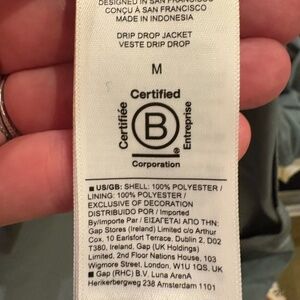 DESIGNED IN SAN FRANCISCO
CONÇU À SAN FRANCISCO
MADE IN INDONESIA
DRIP DROP JACKET
VESTE DRIP DROP
M
Certified
Certifiée
B
Entreprise
Corporation
■ US/GB: SHELL: 100% POLYESTER /
LINING: 100% POLYESTER /
EXCLUSIVE OF DECORATION
DISTRIBUIDO POR / Imported
By/Importe Par / ΕΙΣΑΓΕΤΑΙ ΑΠΟ ΤΗΝ:
Gap Stores (Ireland) Limited c/o Arthur
Cox, 10 Earlsfort Terrace, Dublin 2, D02
T380, Ireland, Gap (UK Holdings)
Limited, 2nd Floor Nations House, 103
Wigmore Street, London, W1U 1QS, UK
■ Gap (RHC) B.V. Luna ArenA
Herikerbergweg 238 Amsterdam 1101